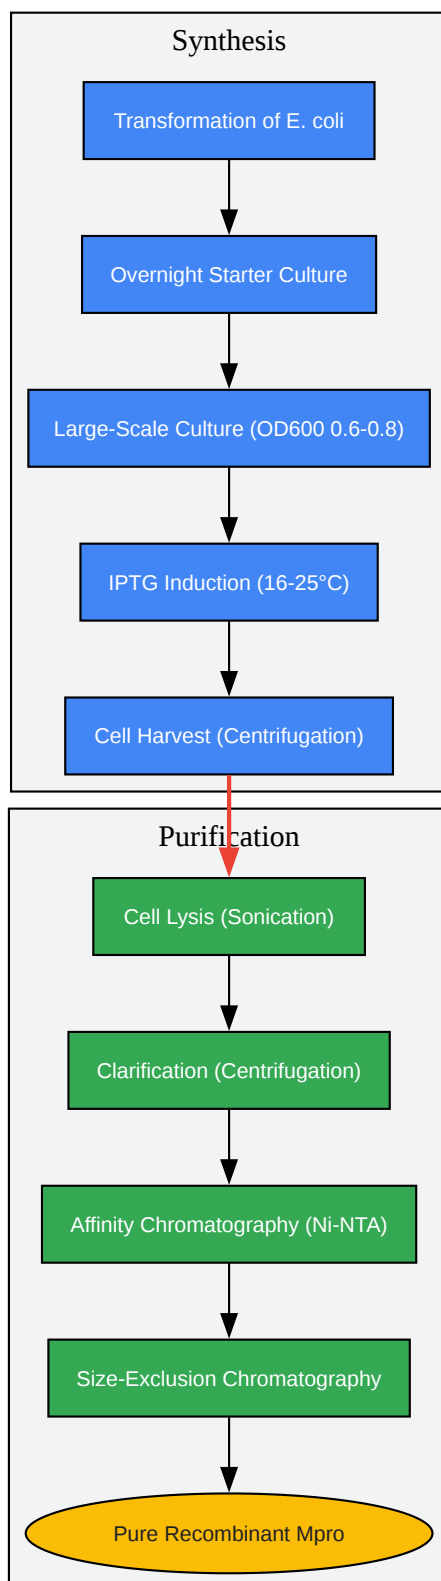 Synthesis
Transformation of E. coli
Overnight Starter Culture
Large-Scale Culture (OD600 0.6-0.8)
IPTG Induction (16-25°C)
Cell Harvest (Centrifugation)
Purification
Cell Lysis (Sonication)
Clarification (Centrifugation)
Affinity Chromatography (Ni-NTA)
Size-Exclusion Chromatography
Pure Recombinant Mpro